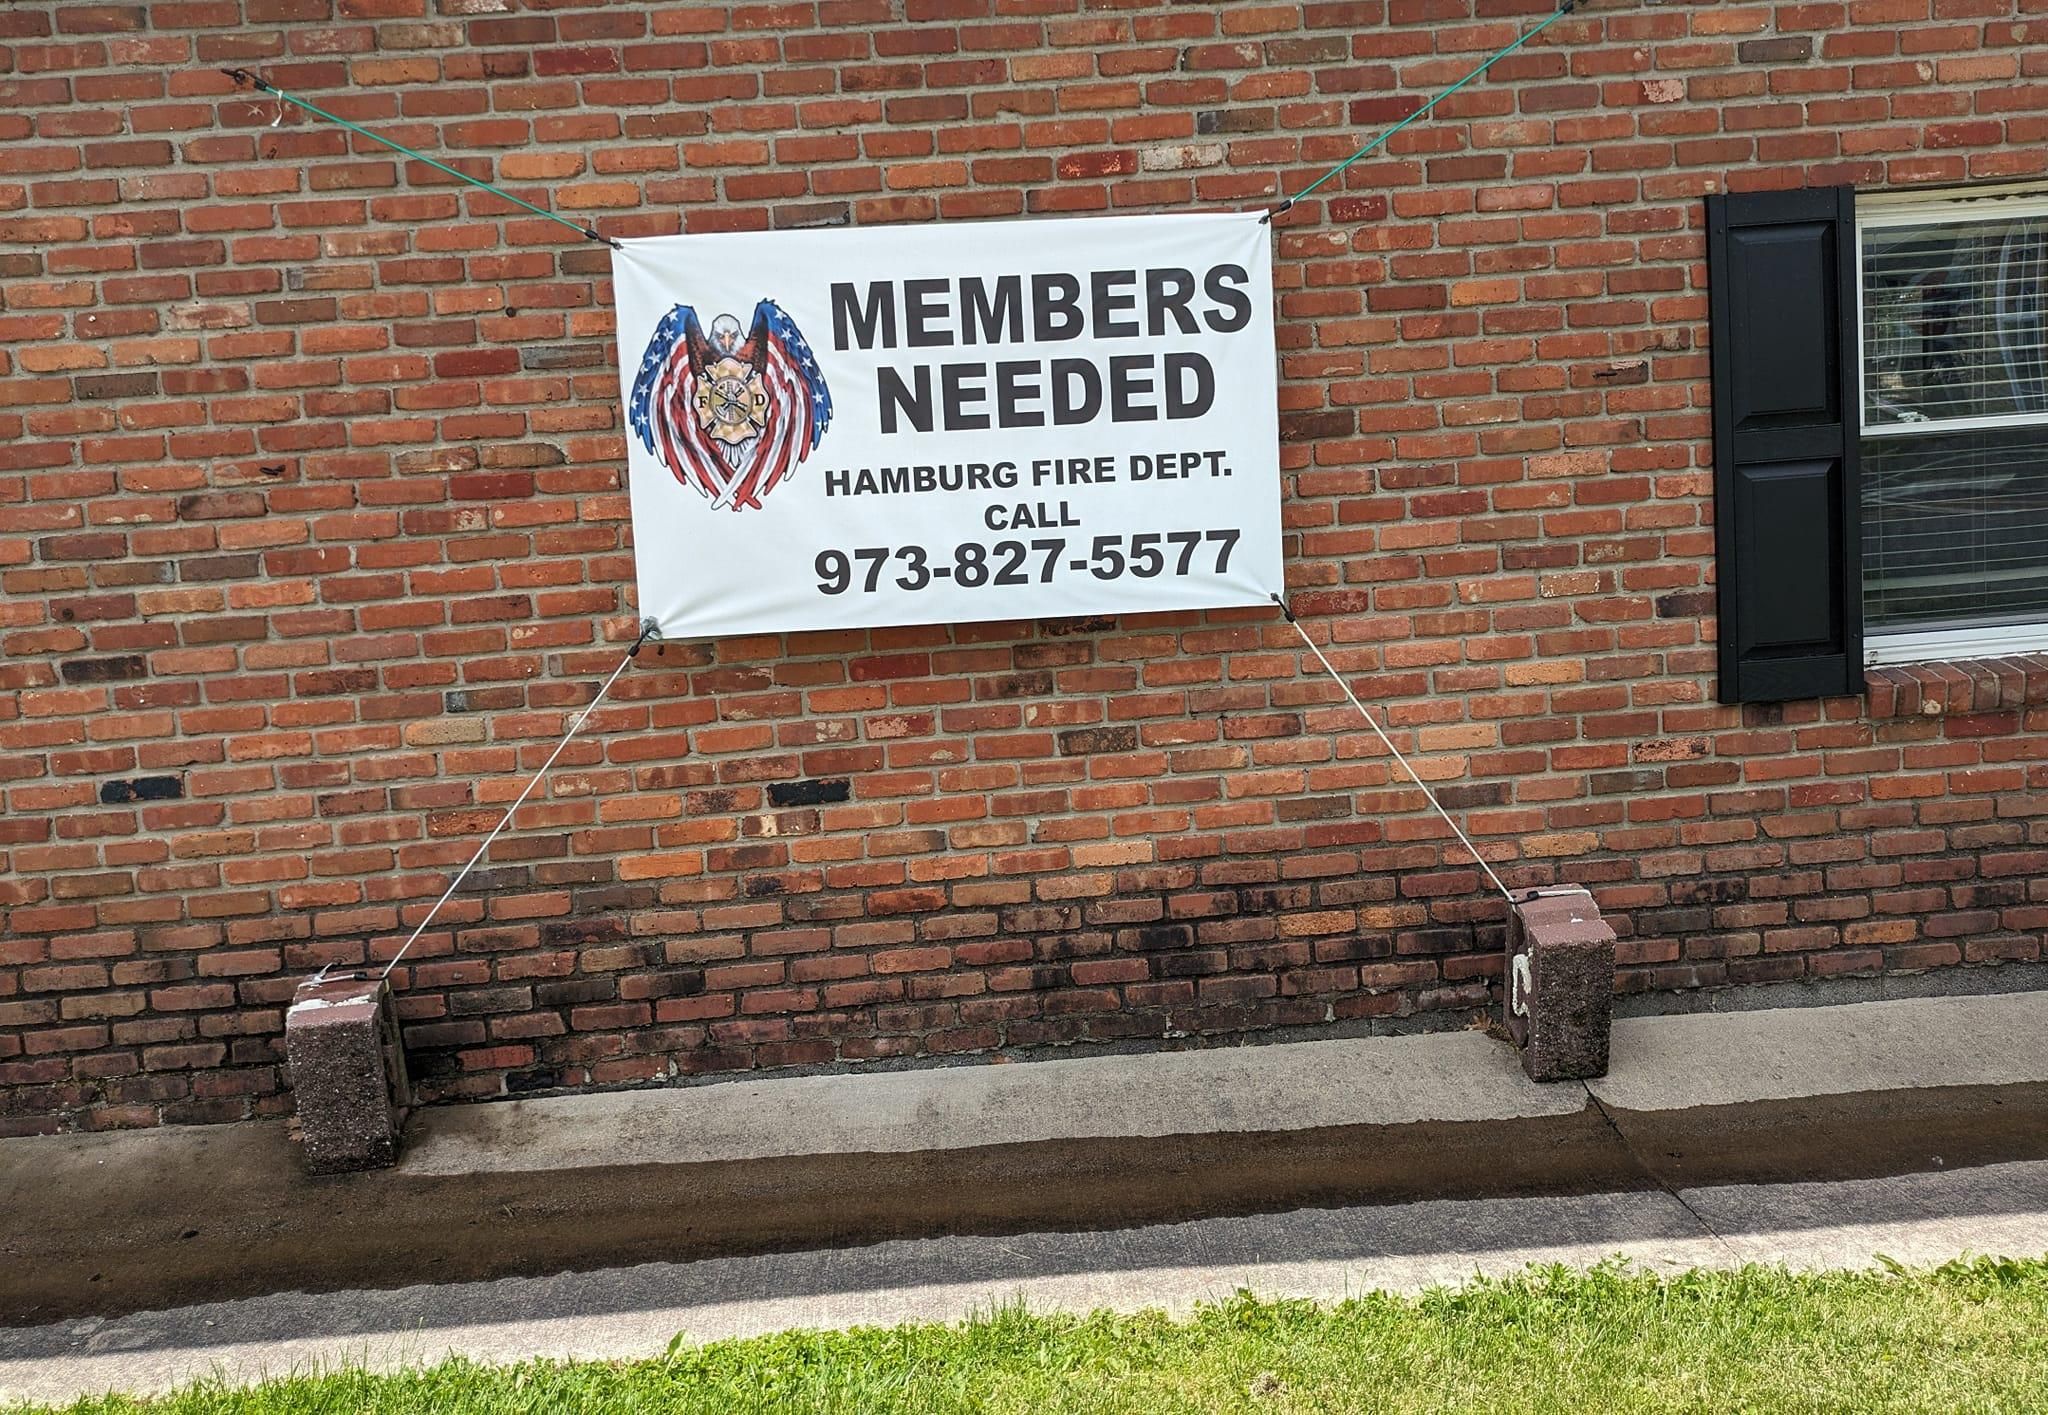 MEMBERS
NEEDED
F D
HAMBURG FIRE DEPT.
CALL
973-827-5577